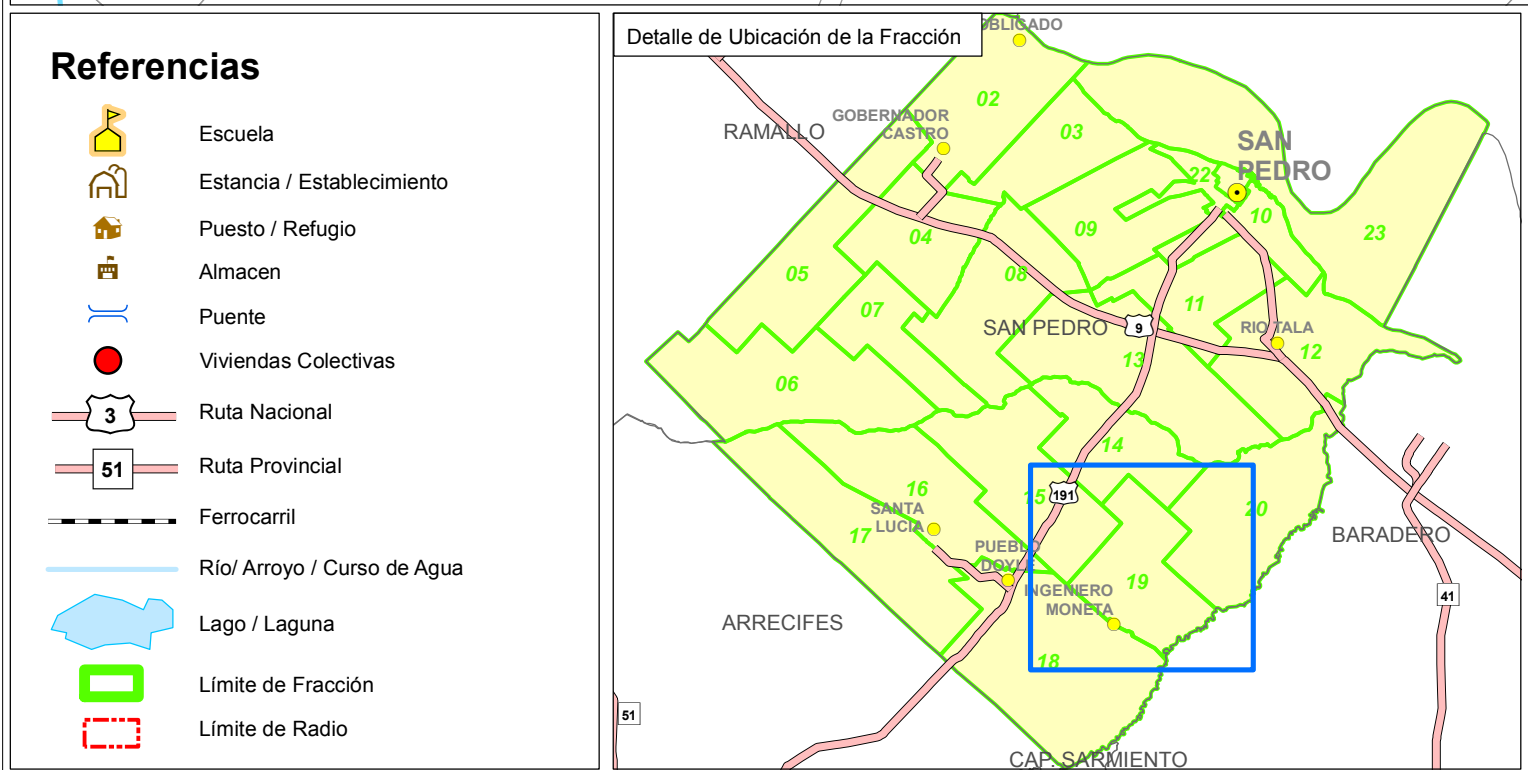 Referencias
Escuela
Estancia / Establecimiento
Puesto / Refugio
Almacen
Puente
Viviendas Colectivas
3
Ruta Nacional
51
Ruta Provincial
Ferrocarril
Río/ Arroyo / Curso de Agua
Lago / Laguna
Límite de Fracción
Límite de Radio
Detalle de Ubicación de la Fracción
OBLIGADO
02
GOBERNADOR
CASTRO
RAMALLO
03
SAN
PEDRO
22
10
23
09
04
05
08
07
11
SAN PEDRO
9
RIO TALA
12
13
06
14
16
15
191
20
SANTA
LUCIA
17
BARADERO
PUEBLO
DOYLE
19
INGENIERO
MONETA
41
ARRECIFES
18
51
CAP. SARMIENTO